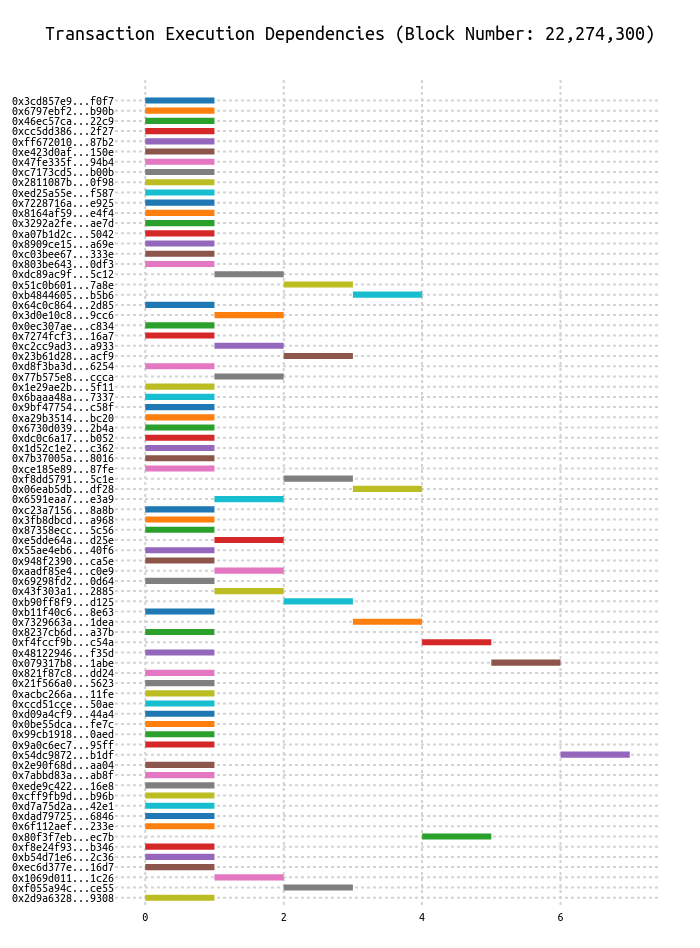 Transaction Execution Dependencies (Block Number: 22,274,300)
0x3cd857e9...f0f7
0x6797ebf2...b90b
0x46ec57ca...22c9
0xcc5dd386...2f27
0xff672010...87b2
0xe423d0af...150e
0x47fe335f...94b4
0xc7173cd5...b00b
0x2811087b...0f98
0xed25a55e...f587
0x7228716a...e925
0x8164af59...e4f4
0x3292a2fe...ae7d
0xa07b1d2c...5042
0x8909ce15...a69e
0xc03bee67...333e
0x803be643...0df3
0xdc89ac9f...5c12
0x51c0b601...7a8e
0xb4844605...b5b6
0x64c0c864...2d85
0x3d0e10c8...9cc6
0x0ec307ae...c834
0x7274fcf3...16a7
0xc2cc9ad3...a933
0x23b61d28...acf9
0xd8f3ba3d...6254
0x77b575e8...ccca
0x1e29ae2b...5f11
0x6baaa48a...7337
0x9bf47754...c58f
0xa29b3514...bc20
0x6730d039...2b4a
0xdc0c6a17...b052
0x1d52c1e2...c362
0x7b37005a...8016
0xce185e89...87fe
0xf8dd5791...5c1e
0x06eab5db...df28
0x6591eaa7...e3a9
0xc23a7156...8a8b
0x3fb8dbcd...a968
0x87358ecc...5c56
0xe5dde64a...d25e
0x55ae4eb6...40f6
0x948f2390...ca5e
0xaadf85e4...c0e9
0x69298fd2...0d64
0x43f303a1...2885
0xb90ff8f9...d125
0xb11f40c6...8e63
0x7329663a...1dea
0x8237cb6d...a37b
0xf4fccf9b...c54a
0x48122946...f35d
0x079317b8...1abe
0x821f87c8...dd24
0x21f566a0...5623
0xacbc266a...11fe
0xccd51cce...50ae
0xd09a4cf9...44a4
0x0be55dca...fe7c
0x99cb1918...0aed
0x9a0c6ec7...95ff
0x54dc9872...b1df
0x2e90f68d...aa04
0x7abbd83a...ab8f
0xede9c422...16e8
0xcff9fb9d...b96b
0xd7a75d2a...42e1
0xdad79725...6846
0x6f112aef...233e
0x80f3f7eb...ec7b
0xf8e24f93...b346
0xb54d71e6...2c36
0xec6d377e...16d7
0x1069d011...1c26
0xf055a94c...ce55
0x2d9a6328...9308
0 2 4 6